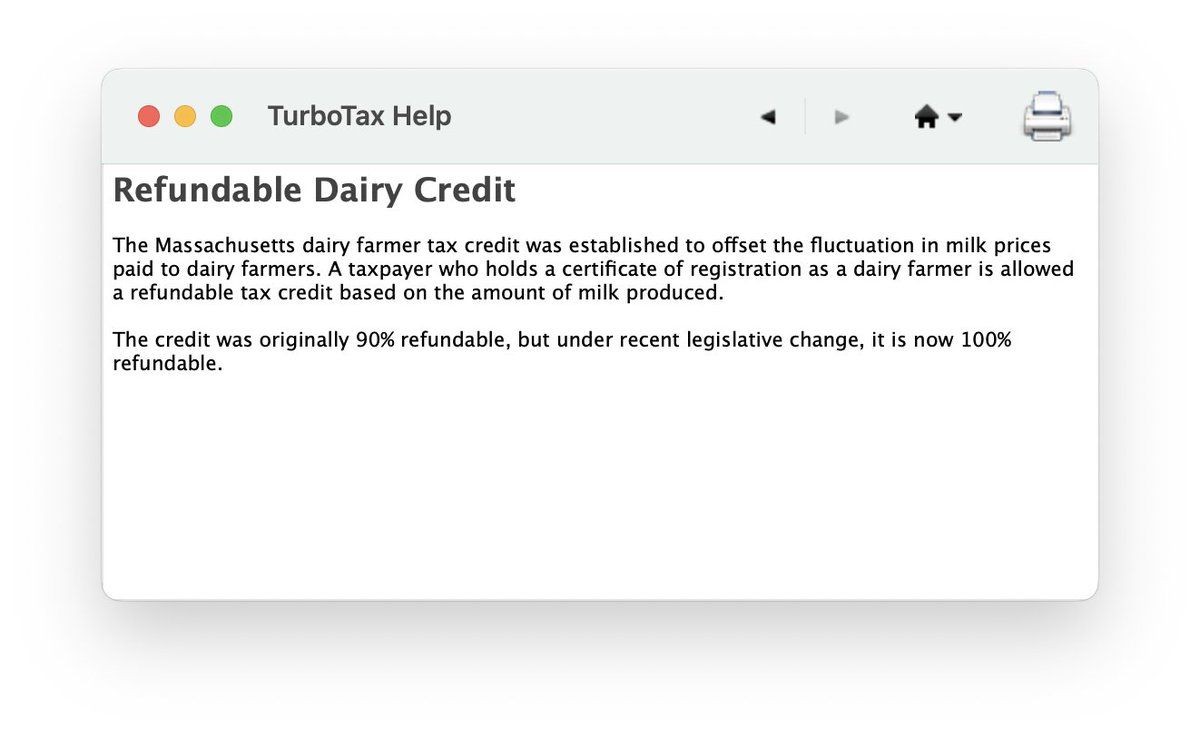 TurboTax Help
Refundable Dairy Credit
The Massachusetts dairy farmer tax credit was established to offset the fluctuation in milk prices
paid to dairy farmers. A taxpayer who holds a certificate of registration as a dairy farmer is allowed
a refundable tax credit based on the amount of milk produced.
The credit was originally 90% refundable, but under recent legislative change, it is now 100%
refundable.